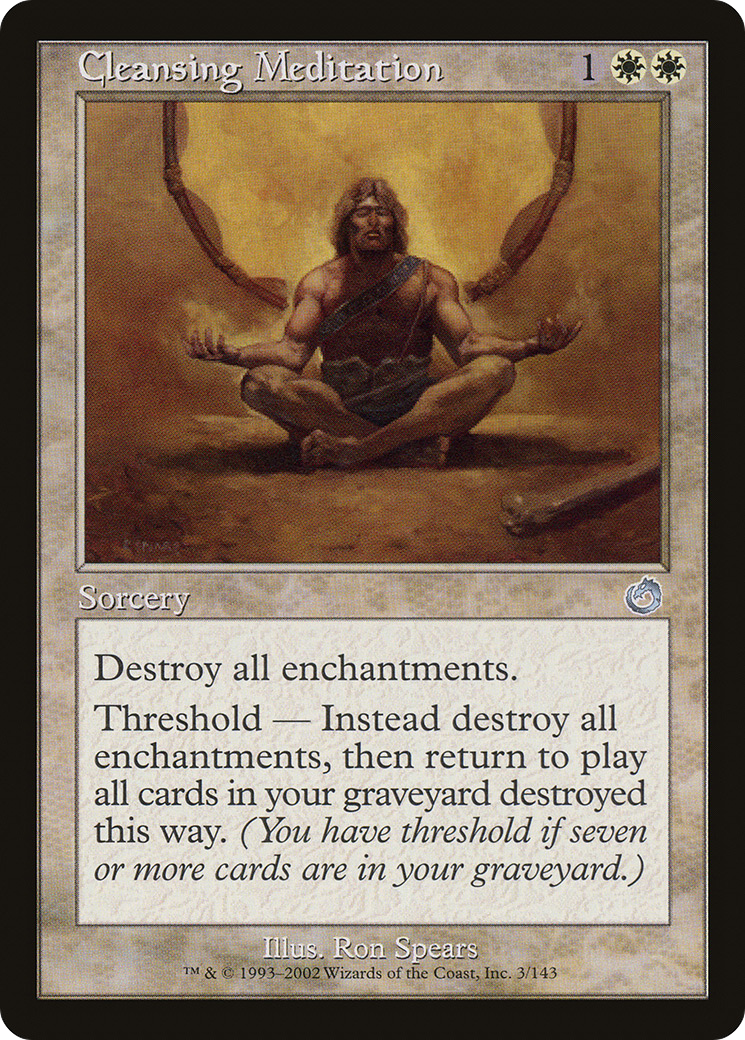 Cleansing Meditation 1
Sorcery
Destroy all enchantments.
Threshold — Instead destroy all
enchantments, then return to play
all cards in your graveyard destroyed
this way. (You have threshold if seven
or more cards are in your graveyard.)
Illus. Ron Spears
™ & © 1993–2002 Wizards of the Coast, Inc. 3/143